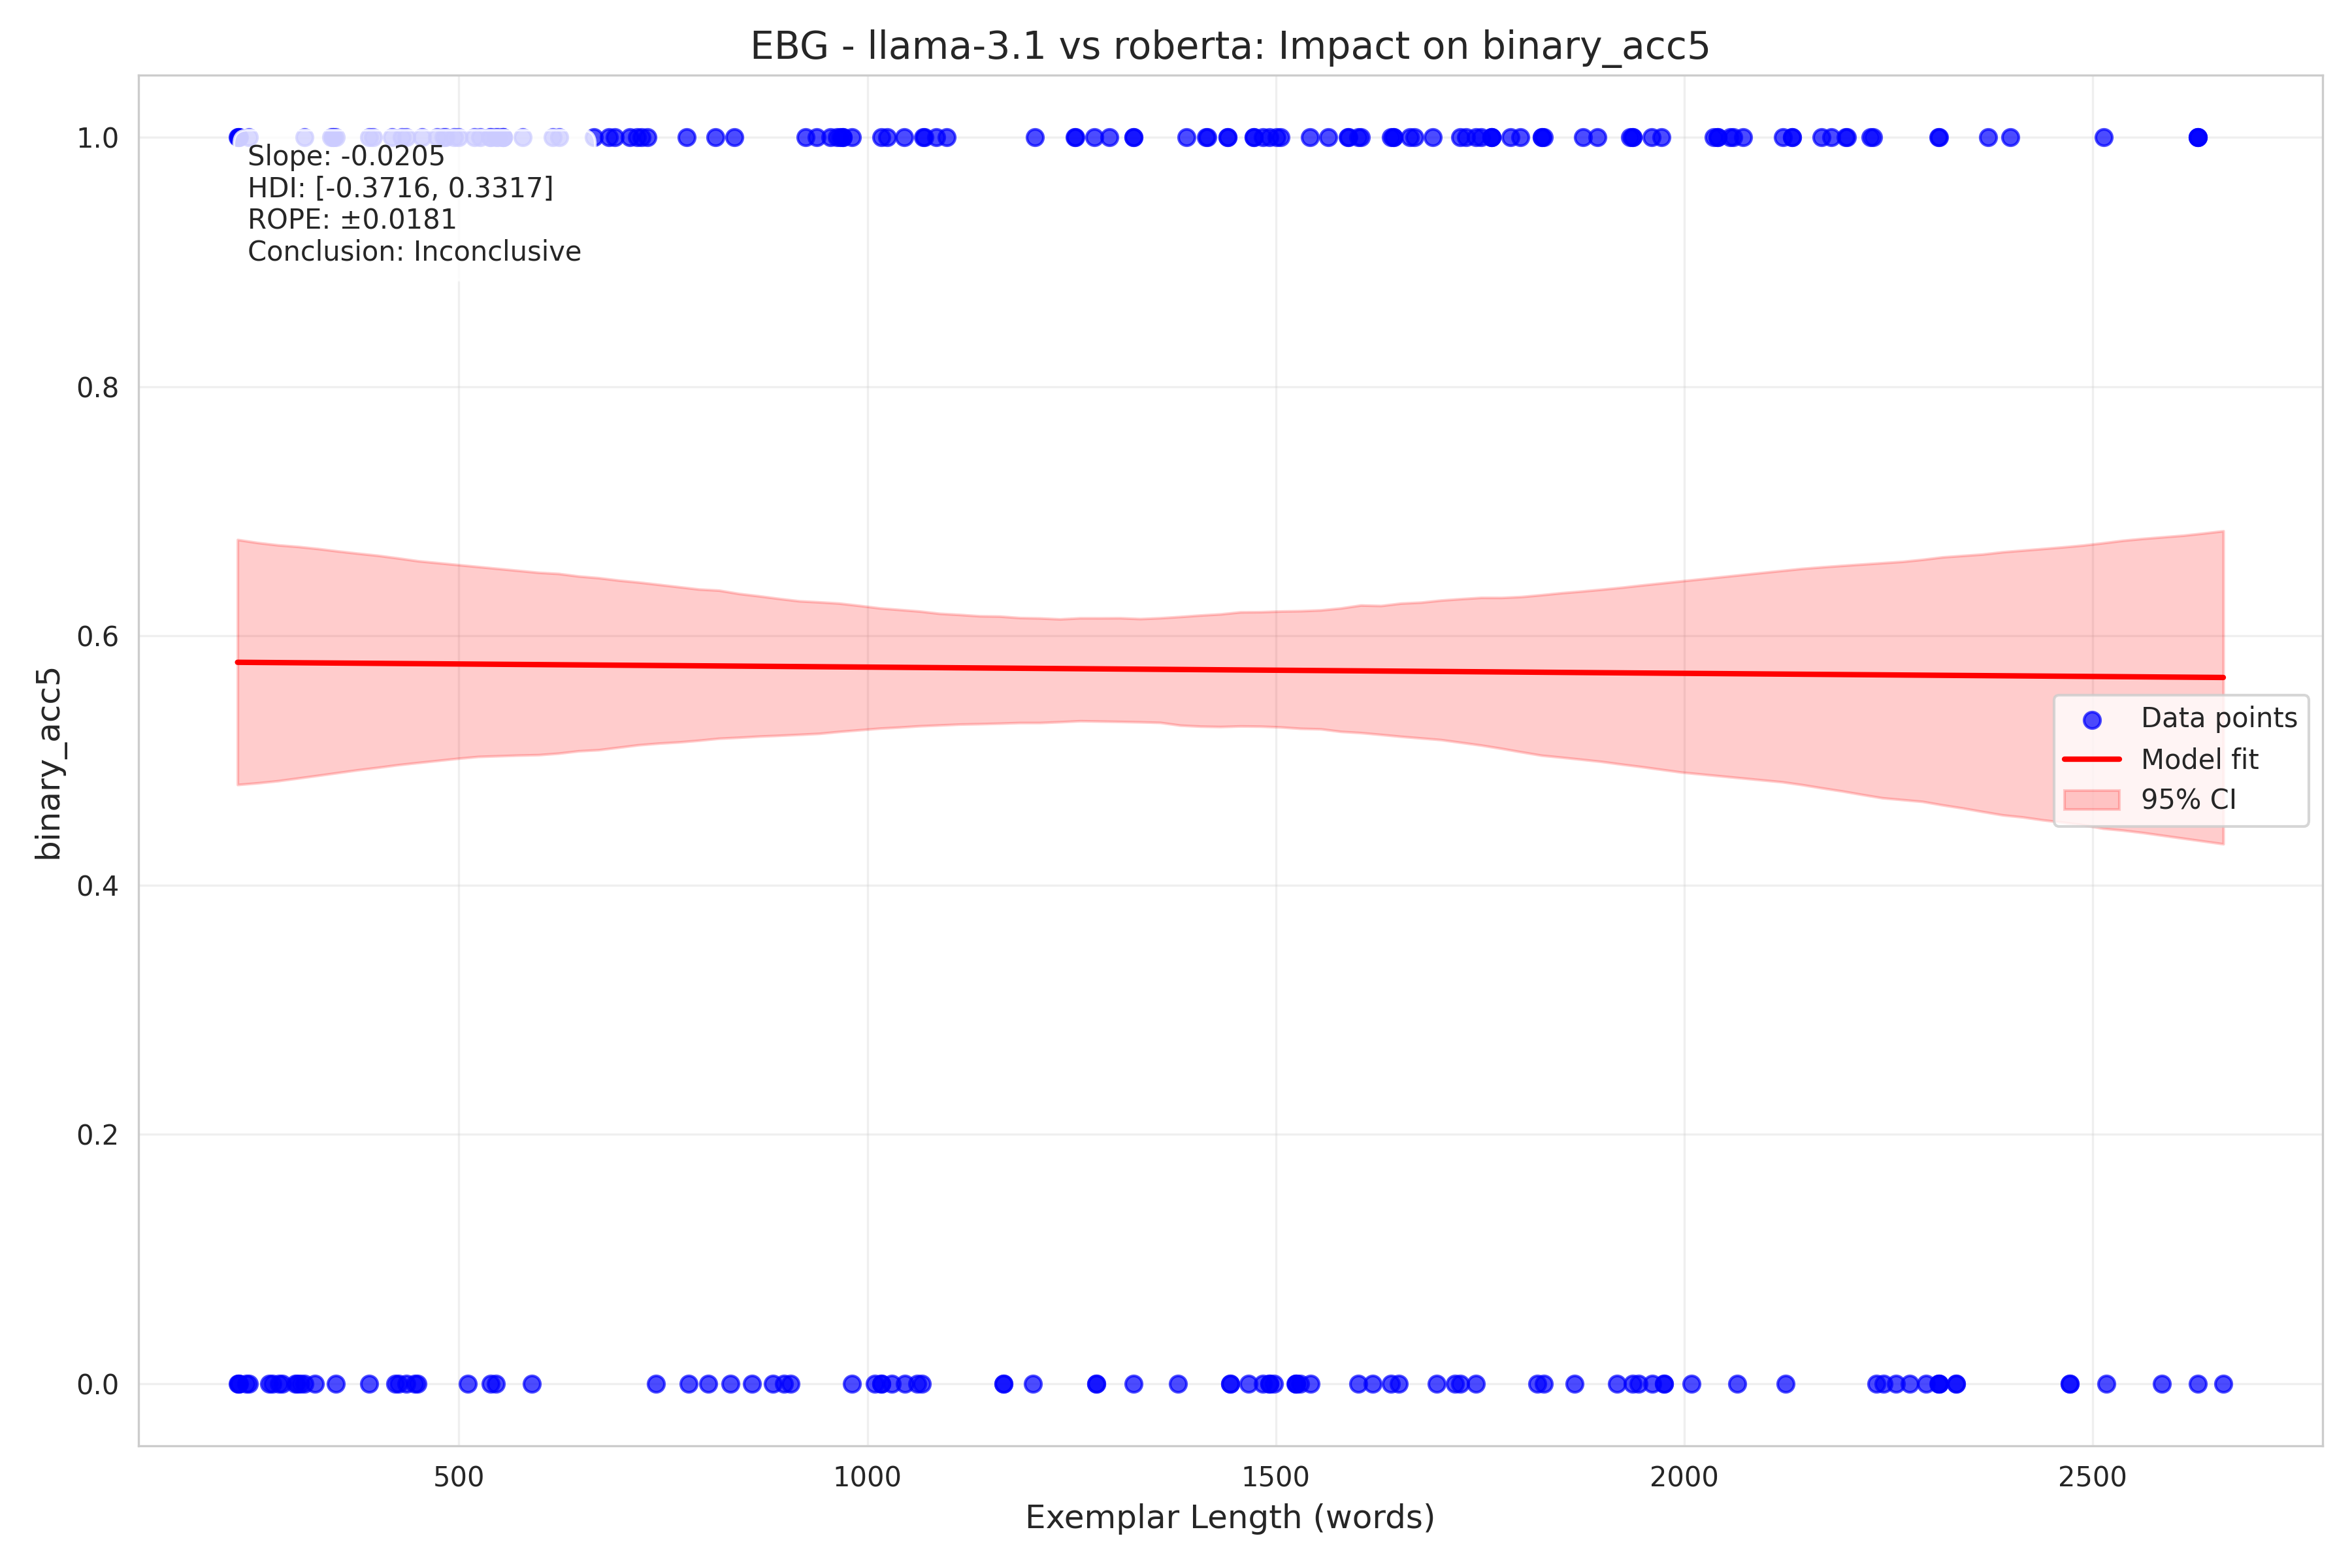 EBG - llama-3.1 vs roberta: Impact on binary_acc5
1.0
Slope: -0.0205
HDI: [-0.3716, 0.3317]
ROPE: ±0.0181
Conclusion: Inconclusive
0.8
0.6
0.4
0.2
0.0
binary_acc5
Data points
Model fit
95% CI
500
1000
1500
2000
2500
Exemplar Length (words)